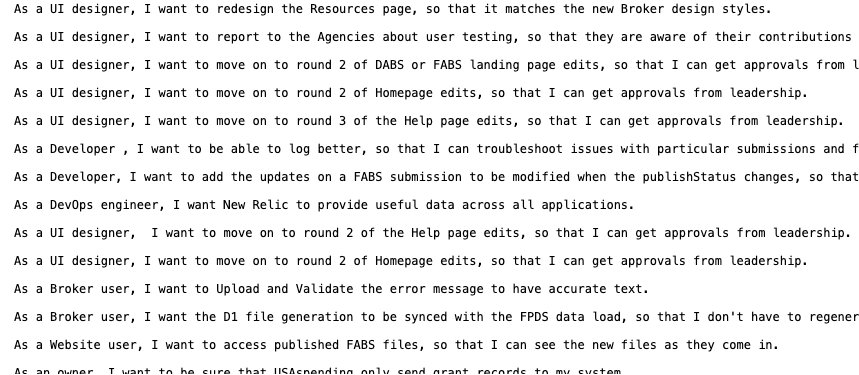 As a UI designer, I want to redesign the Resources page, so that it matches the new Broker design styles.
As a UI designer, I want to report to the Agencies about user testing, so that they are aware of their contributions
As a UI designer, I want to move on to round 2 of DABS or FABS landing page edits, so that I can get approvals from l
As a UI designer, I want to move on to round 2 of Homepage edits, so that I can get approvals from leadership.
As a UI designer, I want to move on to round 3 of the Help page edits, so that I can get approvals from leadership.
As a Developer , I want to be able to log better, so that I can troubleshoot issues with particular submissions and f
As a Developer, I want to add the updates on a FABS submission to be modified when the publishStatus changes, so that
As a DevOps engineer, I want New Relic to provide useful data across all applications.
As a UI designer,  I want to move on to round 2 of the Help page edits, so that I can get approvals from leadership.
As a UI designer, I want to move on to round 2 of Homepage edits, so that I can get approvals from leadership.
As a Broker user, I want to Upload and Validate the error message to have accurate text.
As a Broker user, I want the D1 file generation to be synced with the FPDS data load, so that I don't have to regener
As a Website user, I want to access published FABS files, so that I can see the new files as they come in.
As an owner, I want to be sure that USAspending only send grant records to my system.